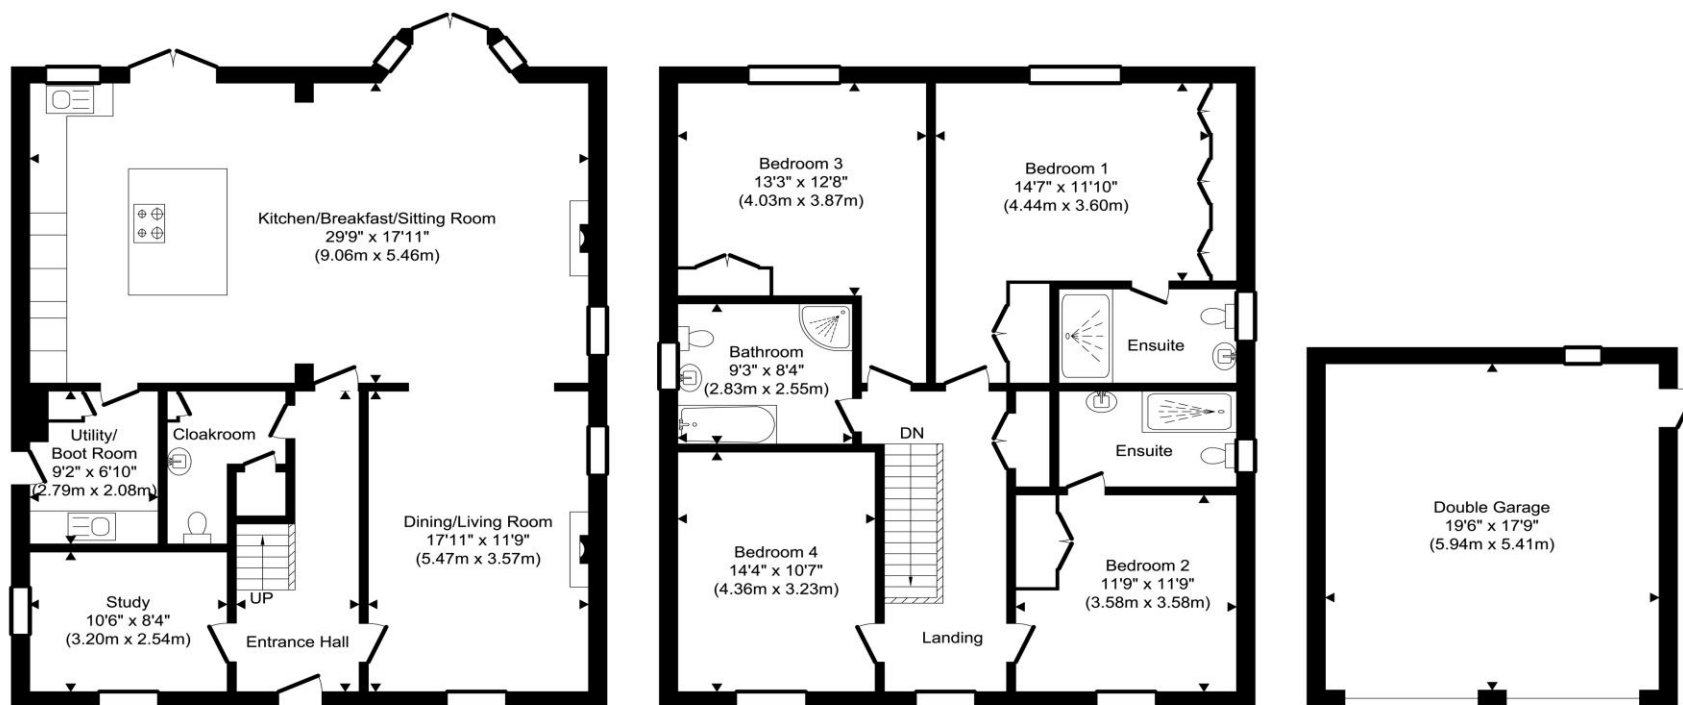 Kitchen/Breakfast/Sitting Room
29'9" x 17'11"
(9.06m x 5.46m)
Utility/
Boot Room
9'2" x 6'10"
(2.79m x 2.08m)
Cloakroom
Dining/Living Room
17'11" x 11'9"
(5.47m x 3.57m)
Study
10'6" x 8'4"
(3.20m x 2.54m)
UP
Entrance Hall
Bedroom 3
13'3" x 12'8"
(4.03m x 3.87m)
Bedroom 1
14'7" x 11'10"
(4.44m x 3.60m)
Bathroom
9'3" x 8'4"
(2.83m x 2.55m)
Ensuite
DN
Ensuite
Bedroom 4
14'4" x 10'7"
(4.36m x 3.23m)
Bedroom 2
11'9" x 11'9"
(3.58m x 3.58m)
Landing
Double Garage
19'6" x 17'9"
(5.94m x 5.41m)